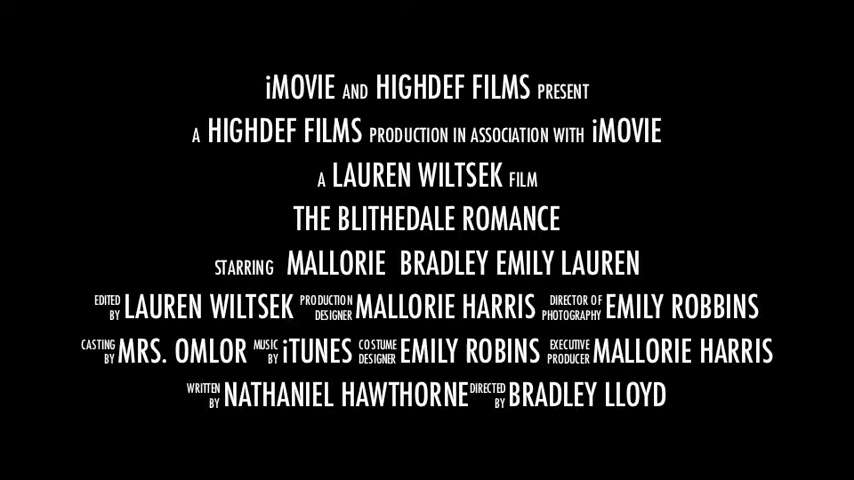 iMOVIE AND HIGHDEF FILMS PRESENT
A HIGHDEF FILMS PRODUCTION IN ASSOCIATION WITH iMOVIE
A LAUREN WILTSEK FILM
THE BLITHEDALE ROMANCE
STARRING MALLORIE BRADLEY EMILY LAUREN
EDITED BY LAUREN WILTSEK PRODUCTION DESIGNER MALLORIE HARRIS DIRECTOR OF PHOTOGRAPHY EMILY ROBBINS
CASTING BY MRS. OMLOR MUSIC BY iTUNES COSTUME DESIGNER EMILY ROBINS EXECUTIVE PRODUCER MALLORIE HARRIS
WRITTEN BY NATHANIEL HAWTHORNE DIRECTED BY BRADLEY LLOYD